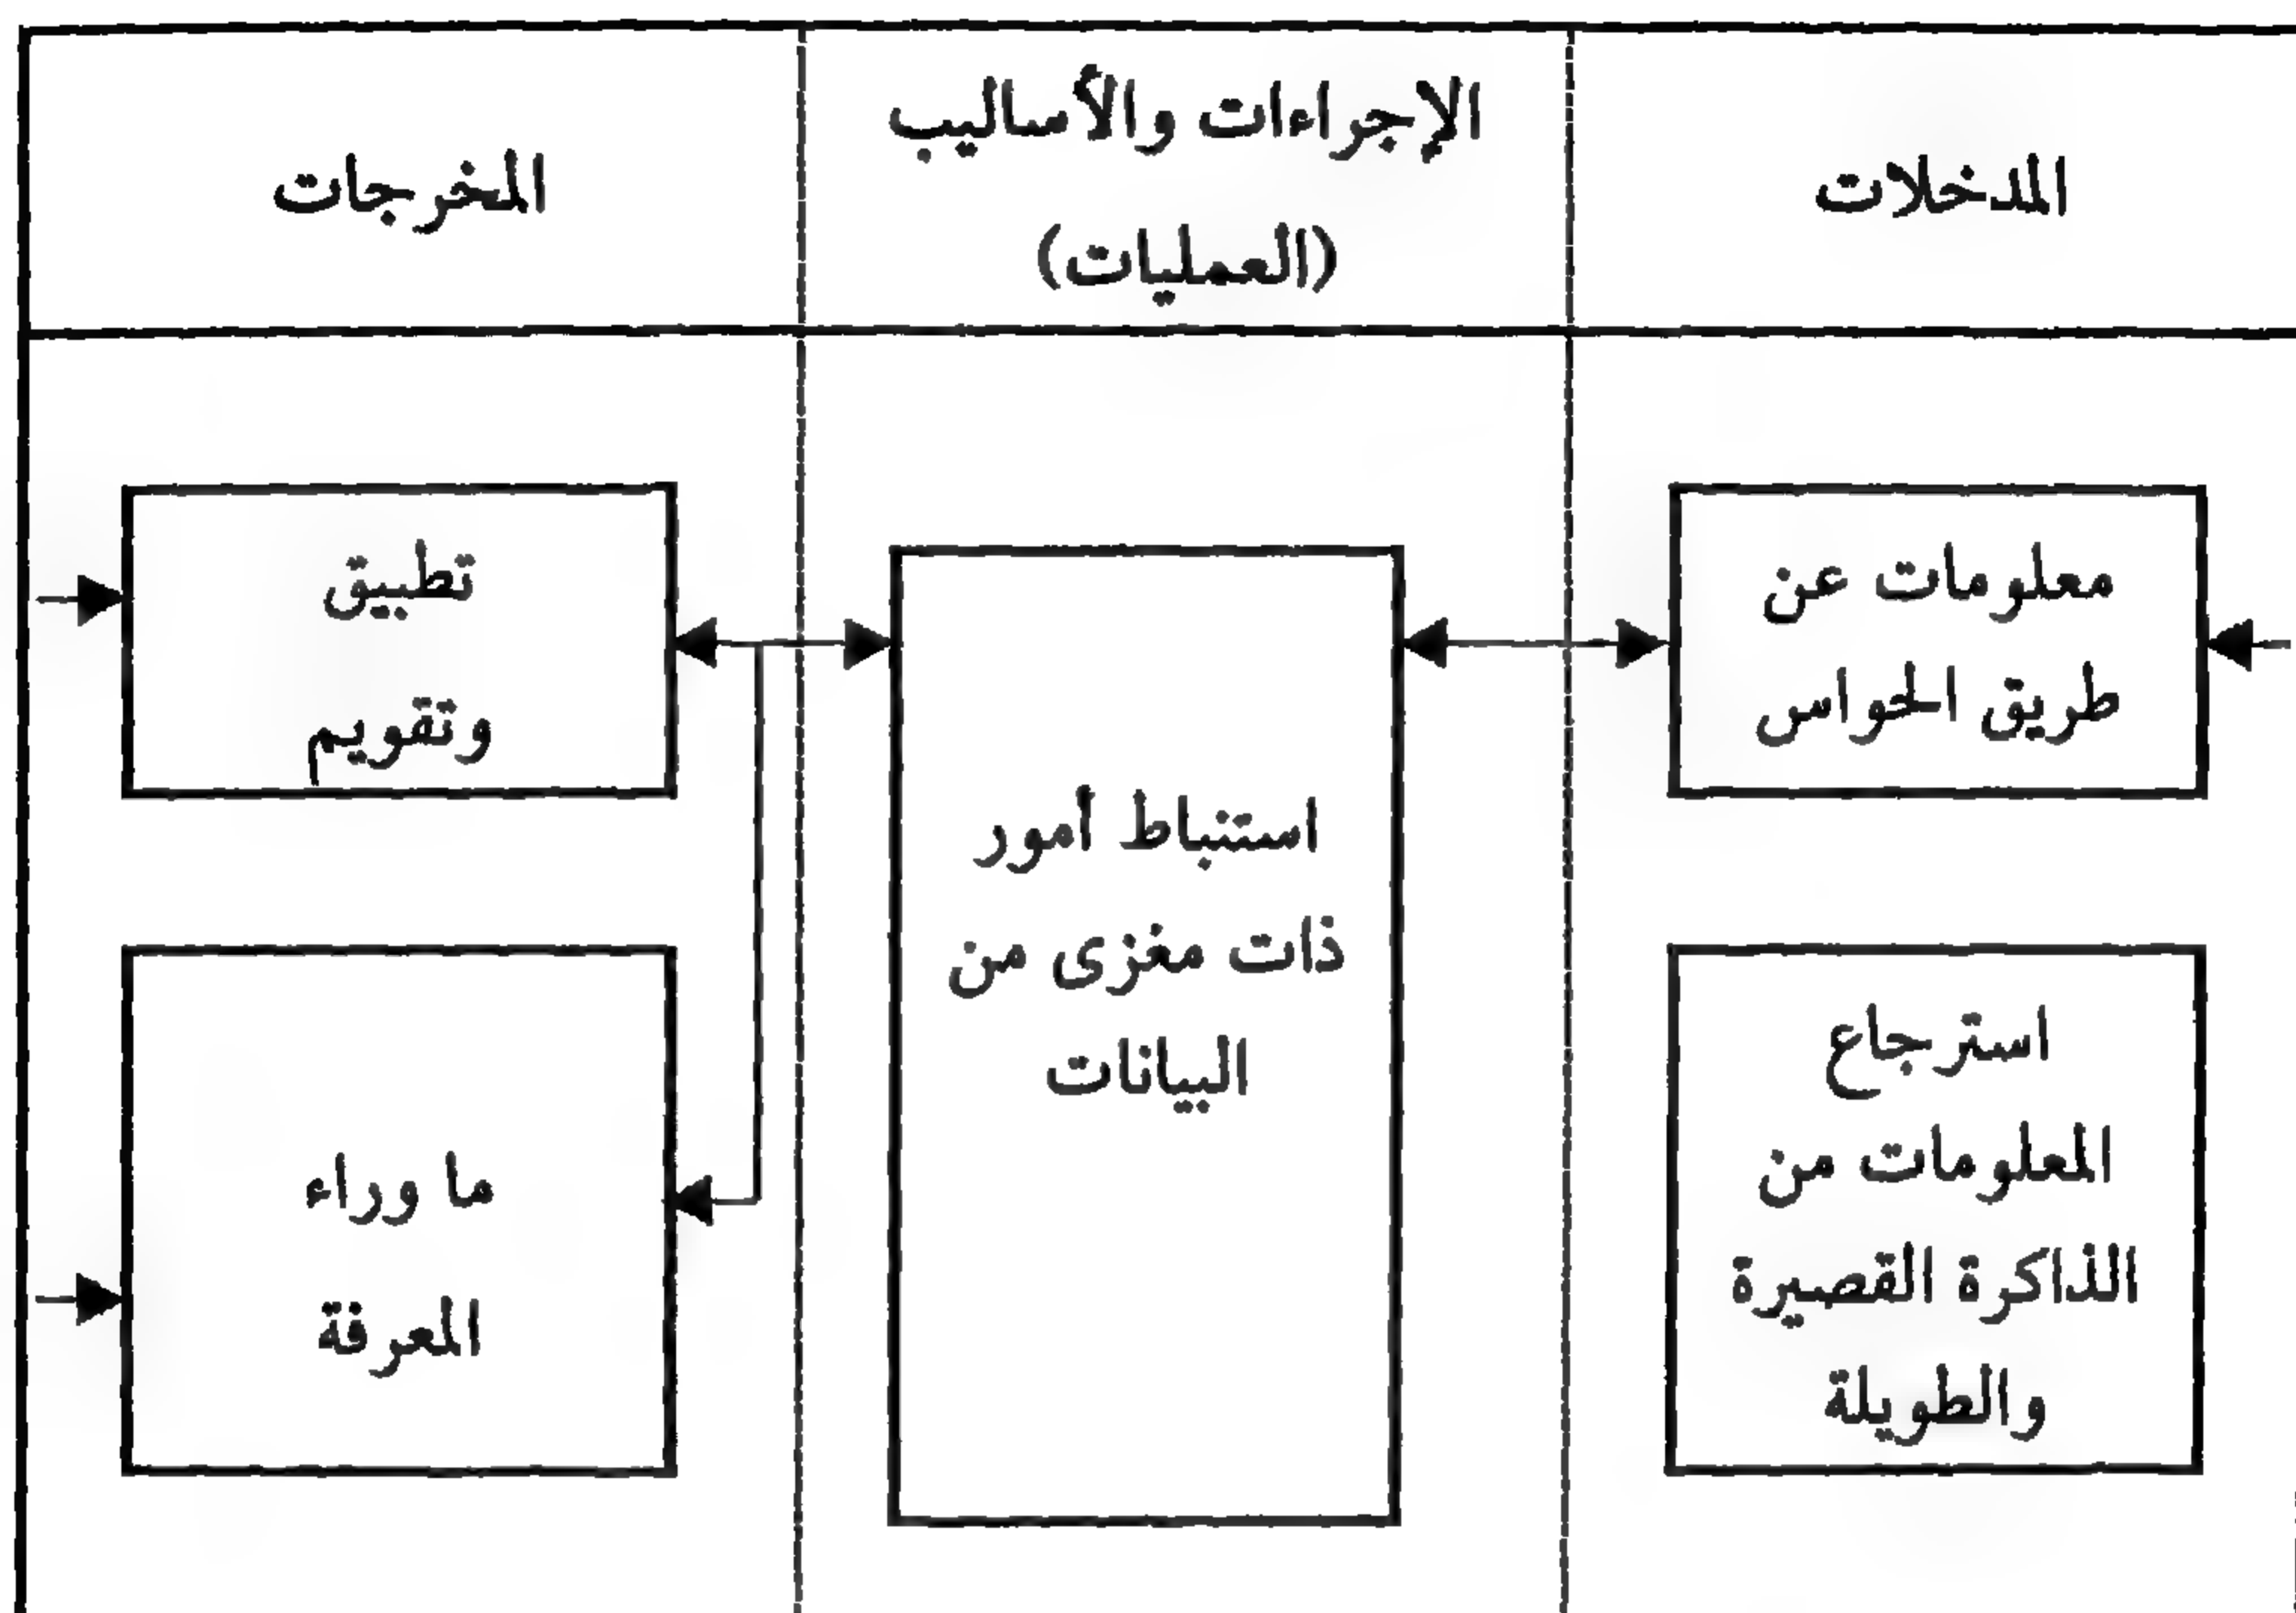 المدخلات
الإجراءات والأساليب
(العمليات)
المخرجات
معلومات عن
طريق الحواس
استرجاع
المعلومات من
الذاكرة القصيرة
والطويلة
استنباط أمور
ذات مغزى من
البيانات
تطبيق
وتقويم
ما وراء
المعرفة